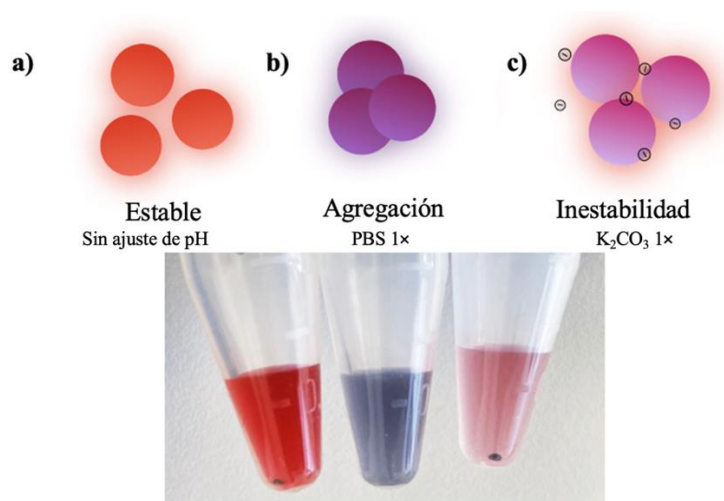 a)
b)
c)
Estable
Sin ajuste de pH
Agregación
PBS 1×
Inestabilidad
K₂CO₃ 1×